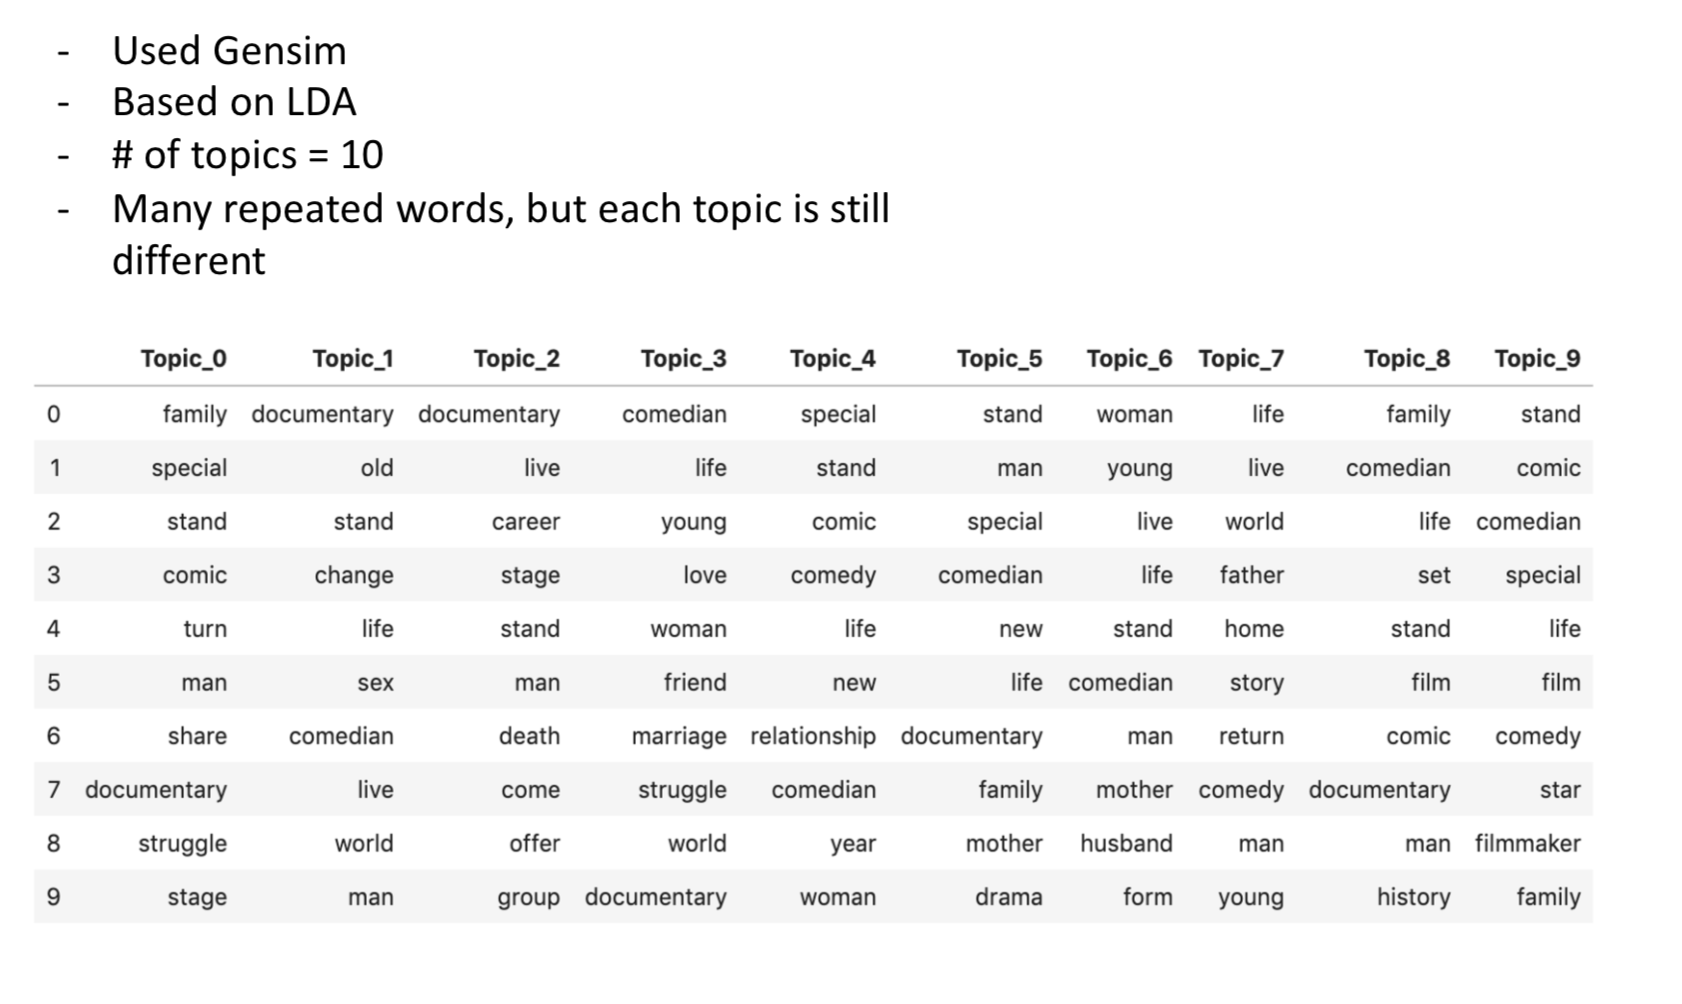 - Used Gensim
- Based on LDA
- # of topics = 10
- Many repeated words, but each topic is still
different
Topic_0 Topic_1 Topic_2 Topic_3 Topic_4 Topic_5 Topic_6 Topic_7 Topic_8 Topic_9
0 family documentary documentary comedian special stand woman life family stand
1 special old live life stand man young live comedian comic
2 stand stand career young comic special live world life comedian
3 comic change stage love comedy comedian life father set special
4 turn life stand woman life new stand home stand life
5 man sex man friend new life comedian story film film
6 share comedian death marriage relationship documentary man return comic comedy
7 documentary live come struggle comedian family mother comedy documentary star
8 struggle world offer world year mother husband man man filmmaker
9 stage man group documentary woman drama form young history family